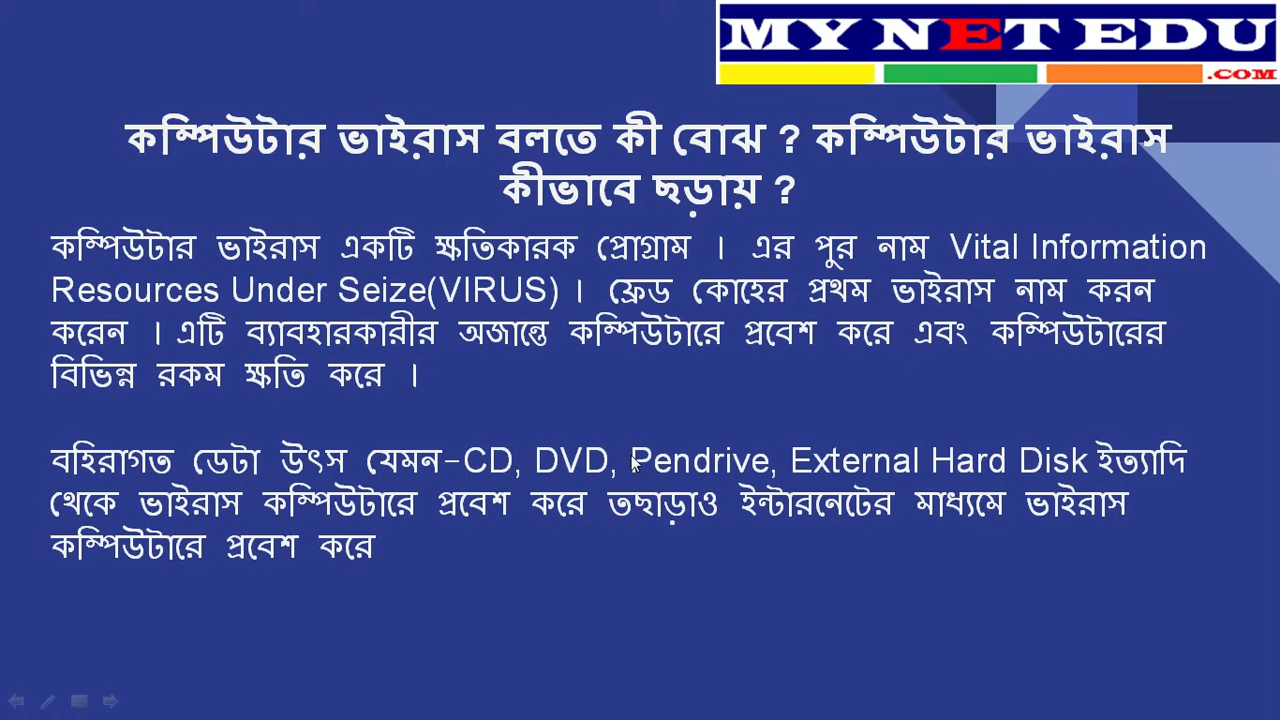 MY NET EDU
.COM
কম্পিউটার ভাইরাস বলতে কী বোঝ ? কম্পিউটার ভাইরাস
কীভাবে ছড়ায় ?
কম্পিউটার ভাইরাস একটি ক্ষতিকারক প্রোগ্রাম । এর পুর নাম Vital Information
Resources Under Seize(VIRUS) । ফ্রেড কোহের প্রথম ভাইরাস নাম করন
করেন । এটি ব্যাবহারকারীর অজান্তে কম্পিউটারে প্রবেশ করে এবং কম্পিউটারের
বিভিন্ন রকম ক্ষতি করে ।
বহিরাগত ডেটা উৎস যেমন-CD, DVD, Pendrive, External Hard Disk ইত্যাদি
থেকে ভাইরাস কম্পিউটারে প্রবেশ করে তছাড়াও ইন্টারনেটের মাধ্যমে ভাইরাস
কম্পিউটারে প্রবেশ করে